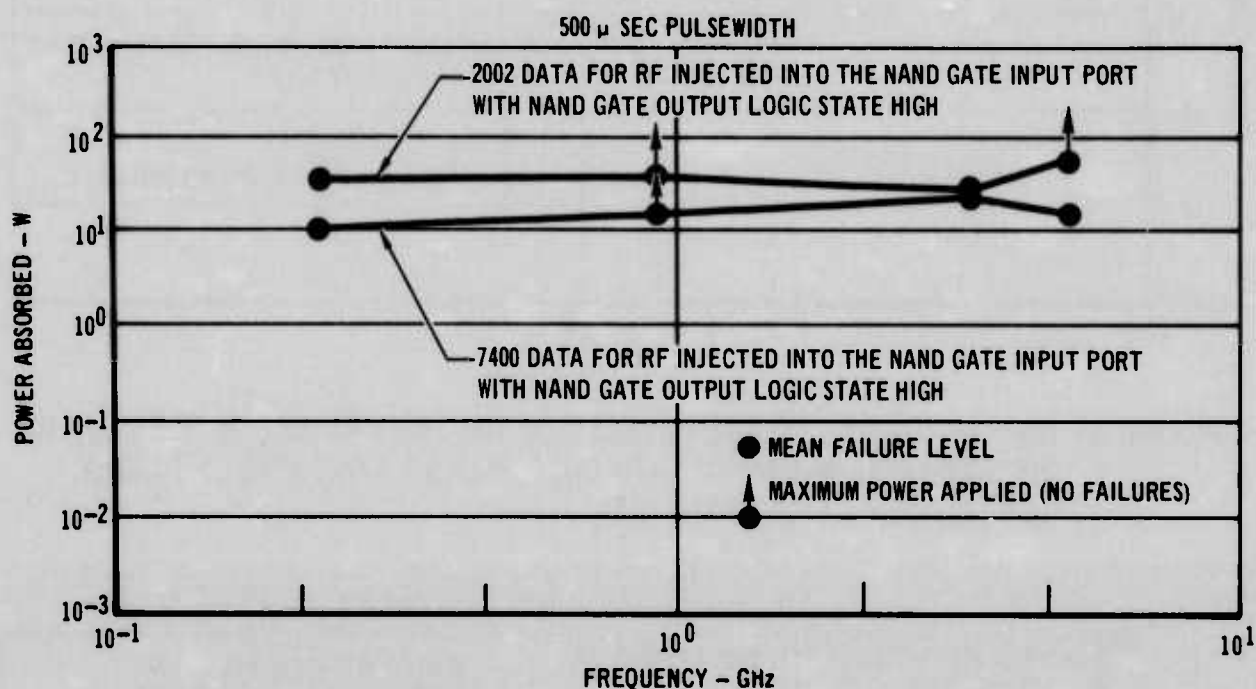 500 μ SEC PULSEWIDTH
10³
2002 DATA FOR RF INJECTED INTO THE NAND GATE INPUT PORT
WITH NAND GATE OUTPUT LOGIC STATE HIGH
10²
10¹
10⁰
7400 DATA FOR RF INJECTED INTO THE NAND GATE INPUT PORT
WITH NAND GATE OUTPUT LOGIC STATE HIGH
10⁻¹
MEAN FAILURE LEVEL
MAXIMUM POWER APPLIED (NO FAILURES)
10⁻²
10⁻³
POWER ABSORBED – W
10⁻¹
10⁰
10¹
FREQUENCY – GHz